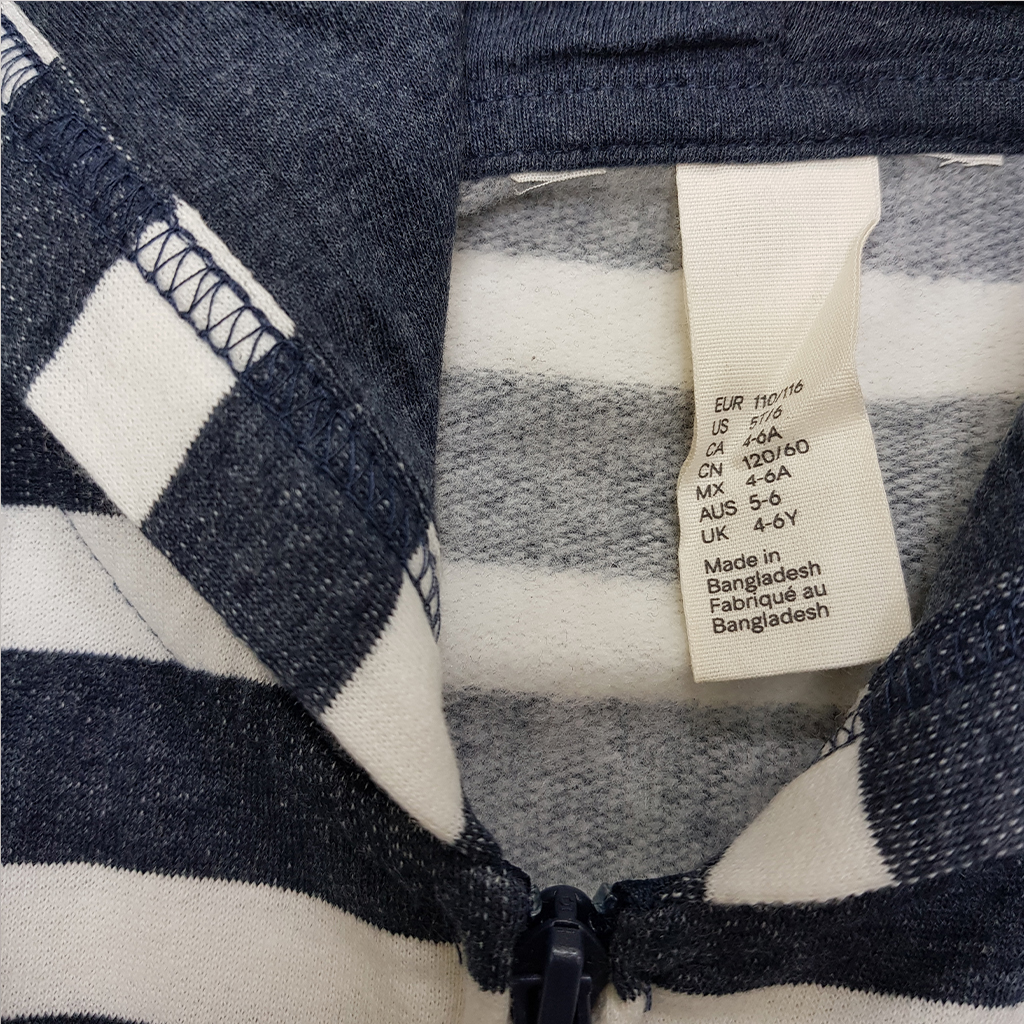 EUR 110/116
US 5T/6
CA 4-6A
CN 120/60
MX 4-6A
AUS 5-6
UK 4-6Y
Made in
Bangladesh
Fabriqué au
Bangladesh